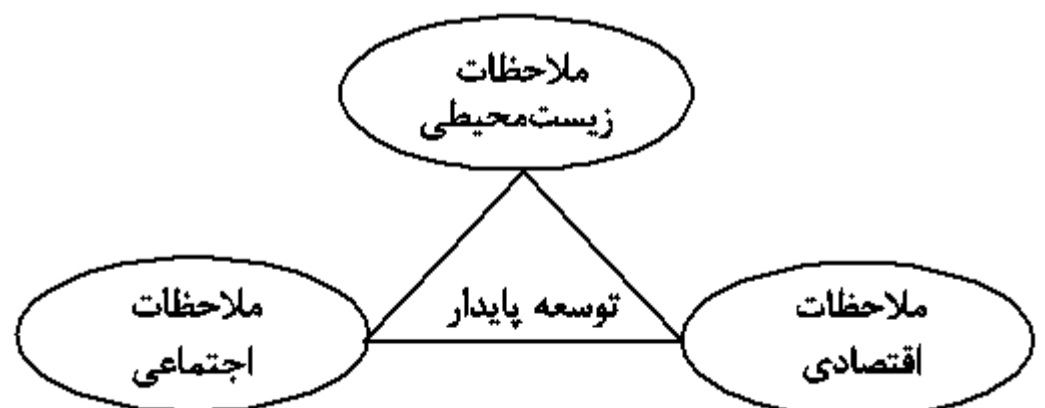 ملاحظات
زیست‌محیطی
توسعه پایدار
ملاحظات
اقتصادی
ملاحظات
اجتماعی